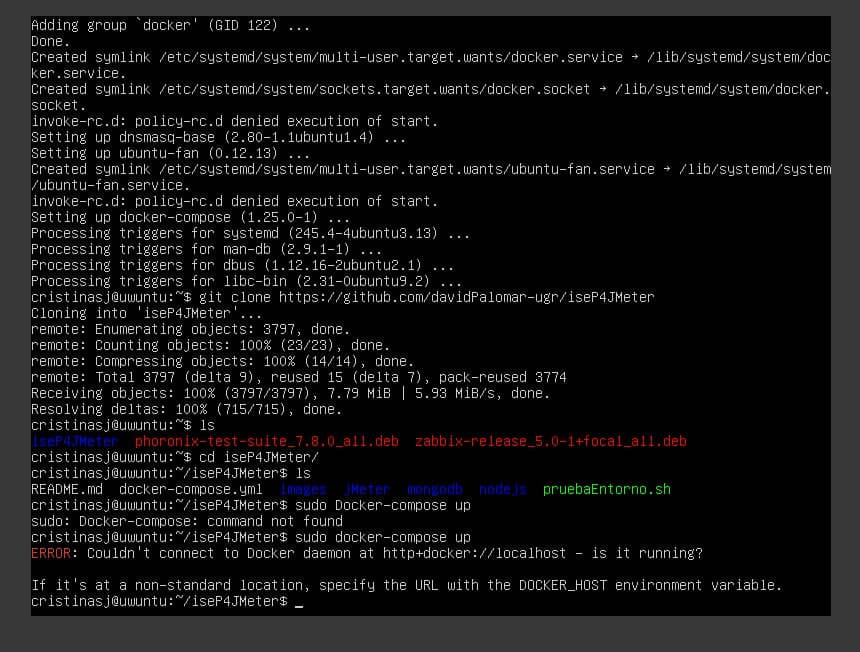 Adding group `docker' (GID 122) ...
Done.
Created symlink /etc/systemd/system/multi-user.target.wants/docker.service → /lib/systemd/system/doc
ker.service.
Created symlink /etc/systemd/system/sockets.target.wants/docker.socket → /lib/systemd/system/docker.
socket.
invoke-rc.d: policy-rc.d denied execution of start.
Setting up dnsmasq-base (2.80-1.1ubuntu1.4) ...
Setting up ubuntu-fan (0.12.13) ...
Created symlink /etc/systemd/system/multi-user.target.wants/ubuntu-fan.service → /lib/systemd/system
/ubuntu-fan.service.
invoke-rc.d: policy-rc.d denied execution of start.
Setting up docker-compose (1.25.0-1) ...
Processing triggers for systemd (245.4-4ubuntu3.13) ...
Processing triggers for man-db (2.9.1-1) ...
Processing triggers for dbus (1.12.16-2ubuntu2.1) ...
Processing triggers for libc-bin (2.31-0ubuntu9.2) ...
cristinasj@uwuntu:~$ git clone https://github.com/davidPalomar-ugr/iseP4JMeter
Cloning into 'iseP4JMeter'...
remote: Enumerating objects: 3797, done.
remote: Counting objects: 100% (23/23), done.
remote: Compressing objects: 100% (14/14), done.
remote: Total 3797 (delta 9), reused 15 (delta 7), pack-reused 3774
Receiving objects: 100% (3797/3797), 7.79 MiB | 5.93 MiB/s, done.
Resolving deltas: 100% (715/715), done.
cristinasj@uwuntu:~$ ls
iseP4JMeter  phoronix-test-suite_7.8.0_all.deb  zabbix-release_5.0-1+focal_all.deb
cristinasj@uwuntu:~$ cd iseP4JMeter/
cristinasj@uwuntu:~/iseP4JMeter$ ls
README.md  docker-compose.yml  images  jMeter  mongodb  nodejs  pruebaEntorno.sh
cristinasj@uwuntu:~/iseP4JMeter$ sudo Docker-compose up
sudo: Docker-compose: command not found
cristinasj@uwuntu:~/iseP4JMeter$ sudo docker-compose up
ERROR: Couldn't connect to Docker daemon at http+docker://localhost - is it running?

If it's at a non-standard location, specify the URL with the DOCKER_HOST environment variable.
cristinasj@uwuntu:~/iseP4JMeter$ _